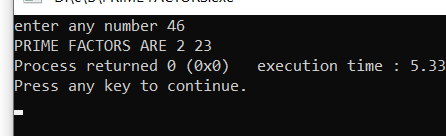 enter any number 46
PRIME FACTORS ARE 2 23
Process returned 0 (0x0)   execution time : 5.33
Press any key to continue.